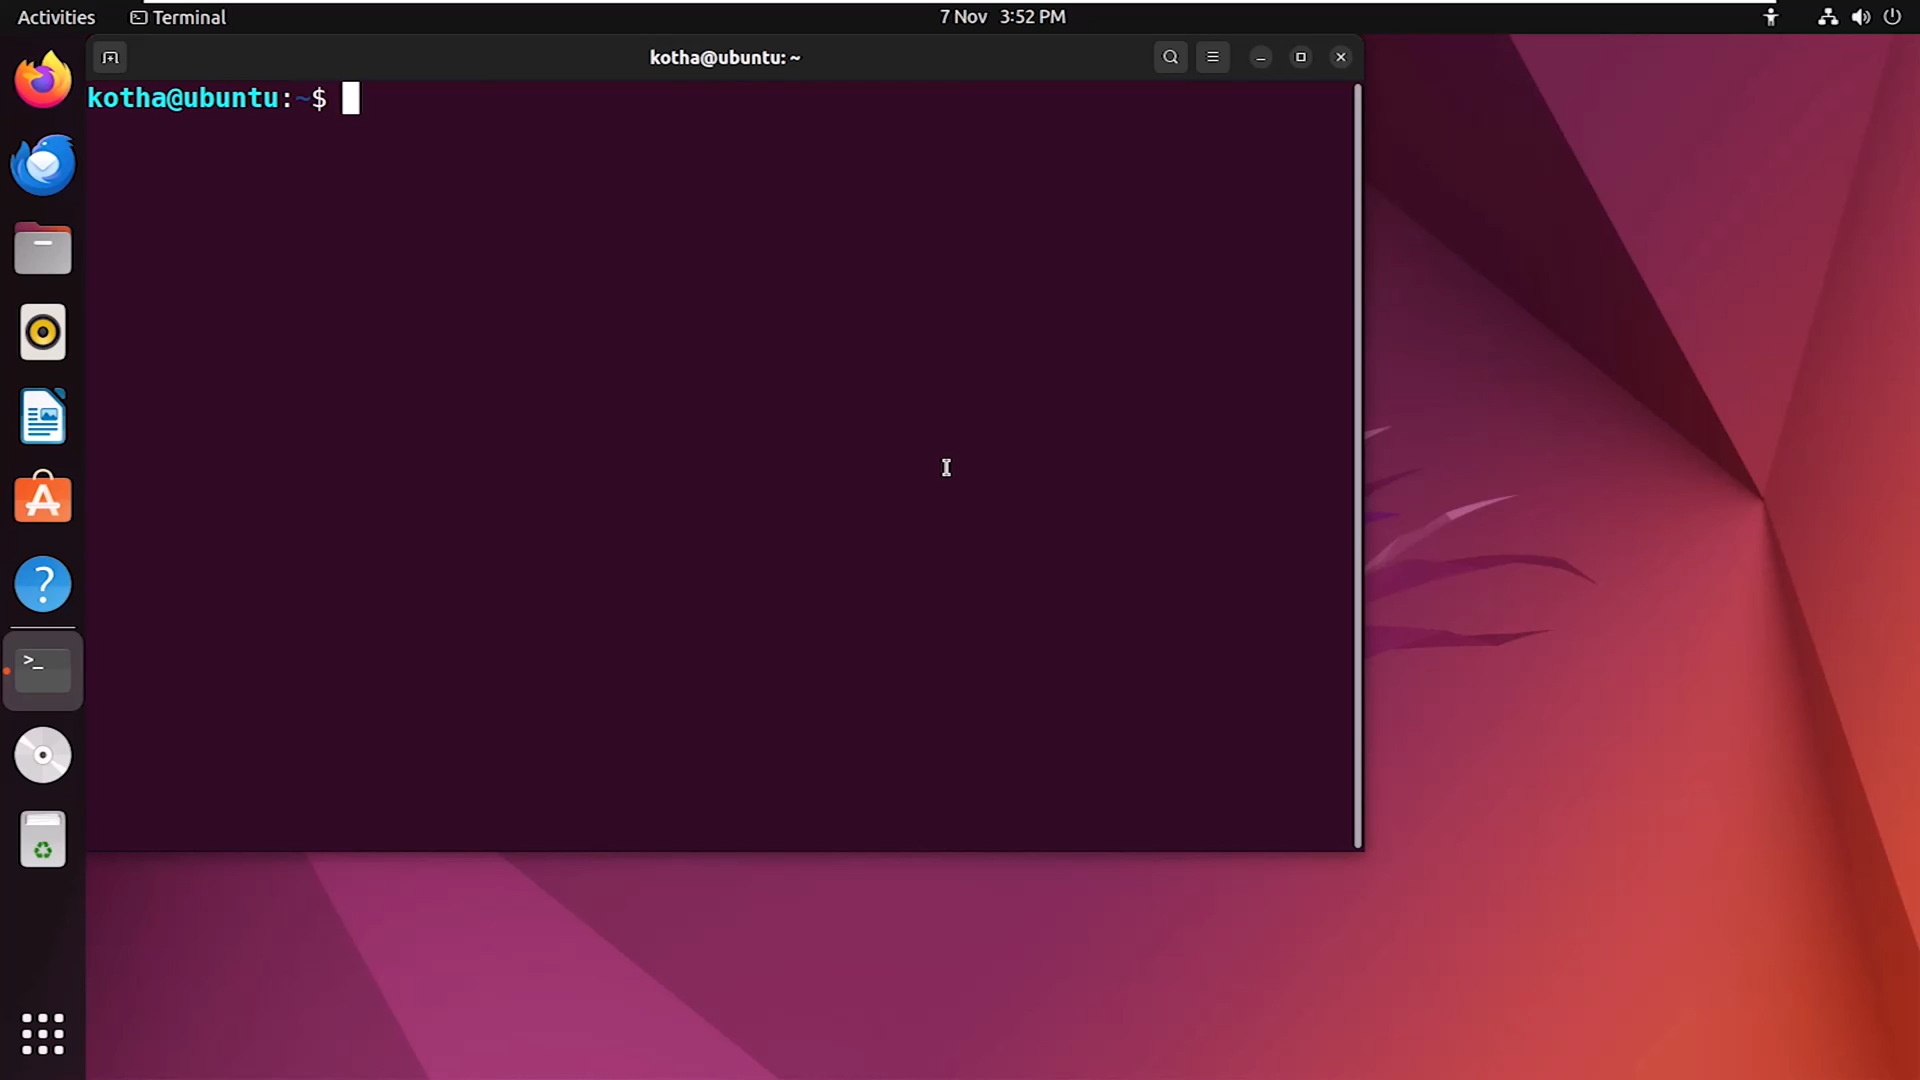 Activities Terminal 7 Nov 3:52 PM
kotha@ubuntu: ~
kotha@ubuntu:~$
>_